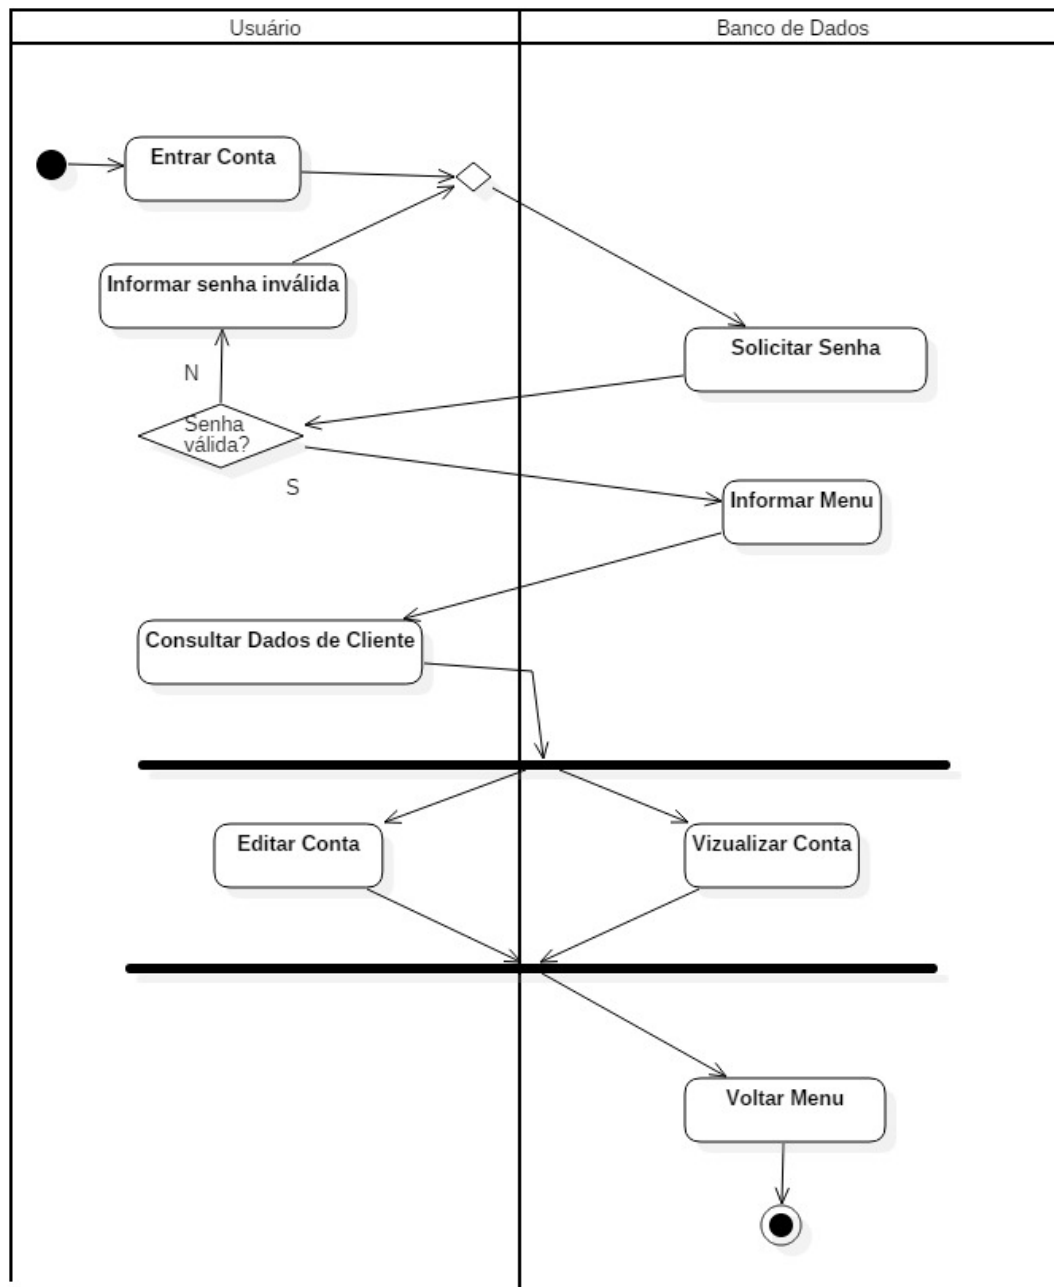 Usuário
Banco de Dados
Entrar Conta
Informar senha inválida
Solicitar Senha
N
Senha
válida?
S
Informar Menu
Consultar Dados de Cliente
Editar Conta
Vizualizar Conta
Voltar Menu